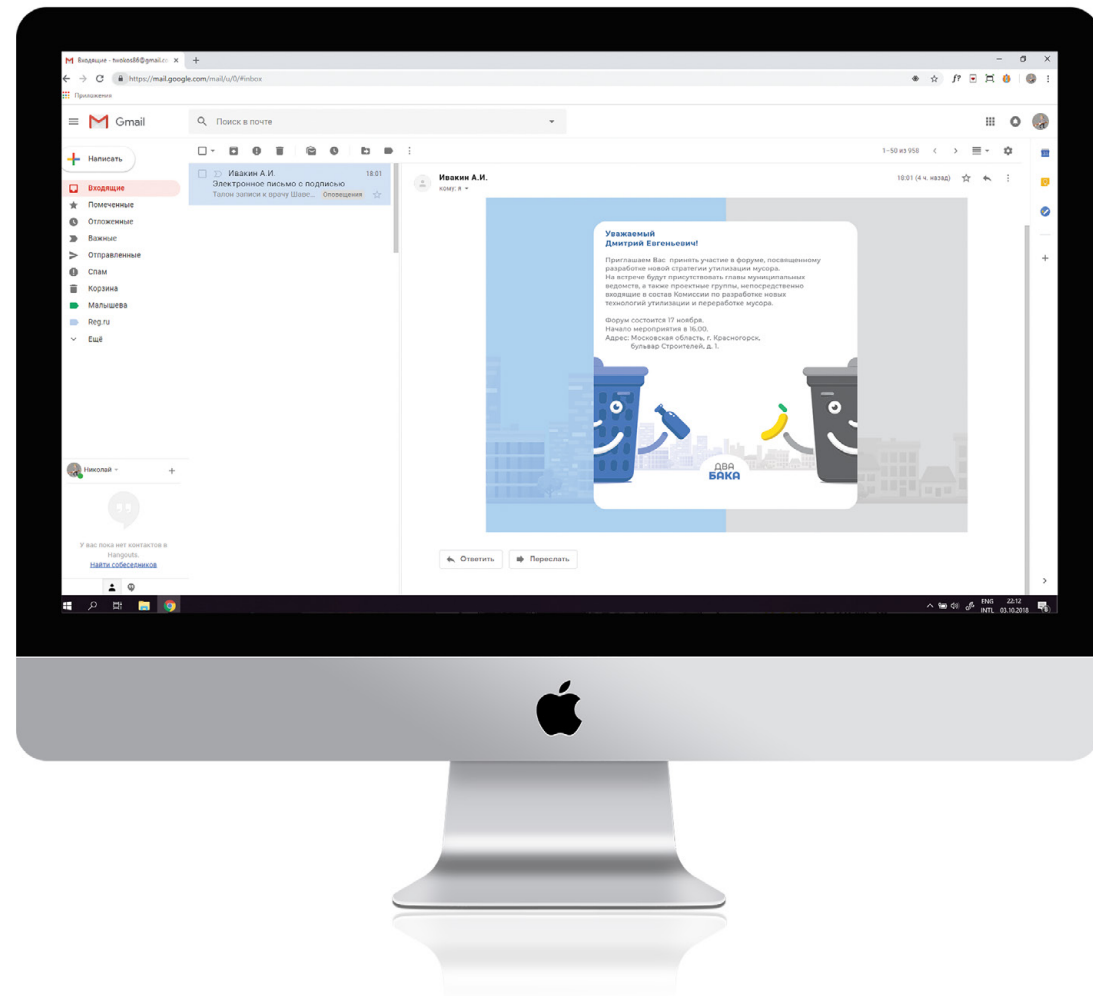 Входящие - twokos88@gmail.co
https://mail.google.com/mail/u/0/#inbox
Приложения
Gmail
Поиск в почте
Написать
1–50 из 958
Входящие
Помеченные
Отложенные
Важные
Отправленные
Спам
Корзина
Малышева
Reg.ru
Ещё
Ивакин А.И. 18:01
Электронное письмо с подписью
Талон записи к врачу Шаве... Оповещения
Ивакин А.И. 18:01 (4 ч. назад)
кому: я
Уважаемый
Дмитрий Евгеньевич!
Приглашаем Вас принять участие в форуме, посвященному
разработке новой стратегии утилизации мусора.
На встрече будут присутствовать главы муниципальных
ведомств, а также проектные группы, непосредственно
входящие в состав Комиссии по разработке новых
технологий утилизации и переработке мусора.
Форум состоится 17 ноября.
Начало мероприятия в 16.00.
Адрес: Московская область, г. Красногорск,
бульвар Строителей, д. 1.
ДВА
БАКА
Ответить
Переслать
Николай
У вас пока нет контактов в
Hangouts.
Найти собеседников
ENG 22:12
INTL 03.10.2018